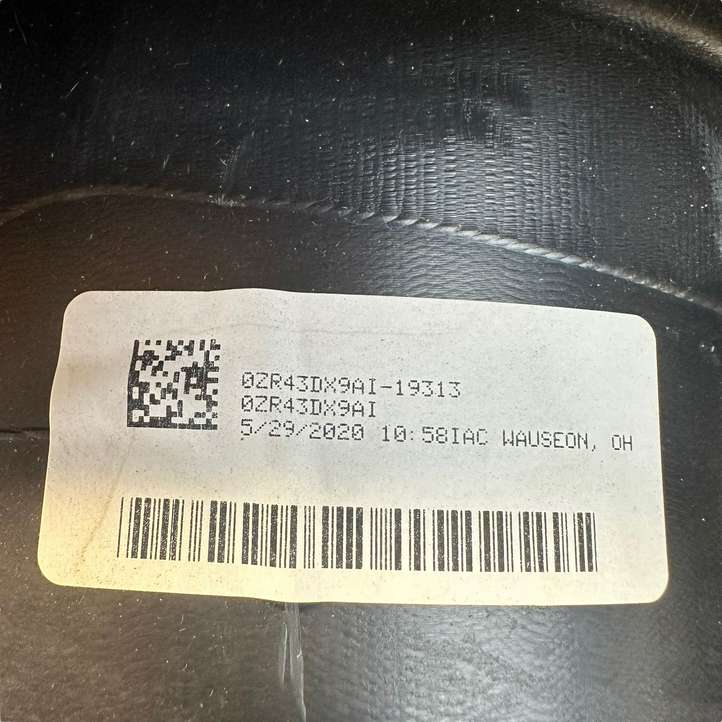 0ZR43DX9AI-19313
0ZR43DX9AI
5/29/2020 10:58IAC WAUSEON, OH